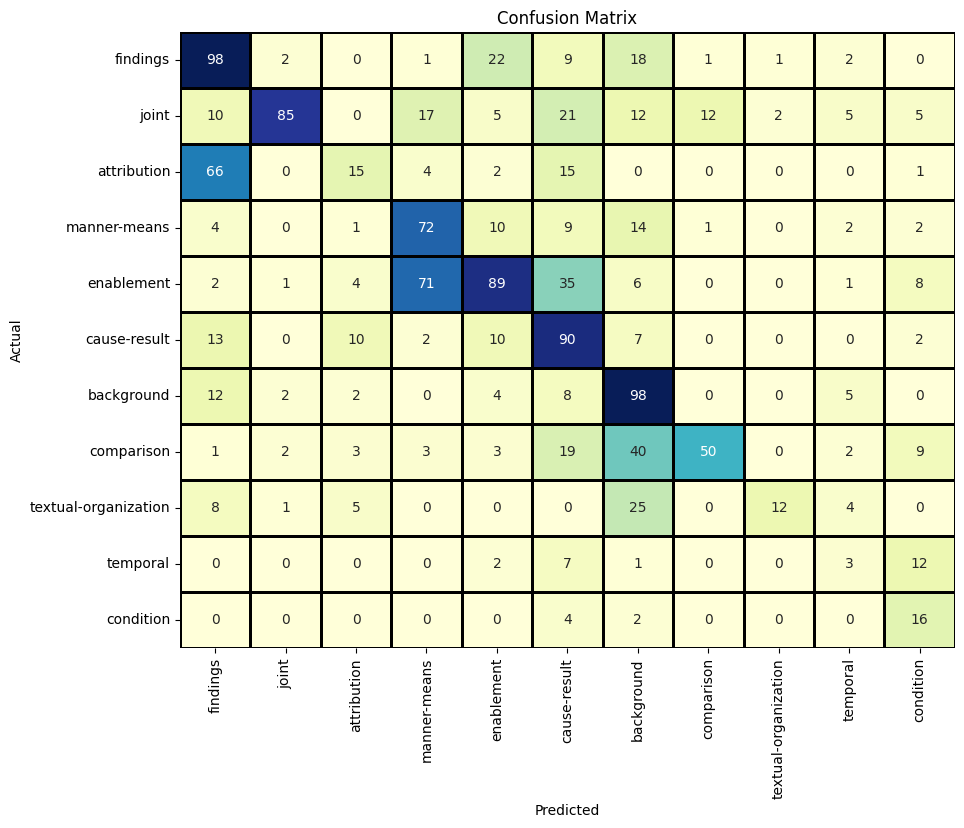 Confusion Matrix
findings 98 2 0 1 22 9 18 1 1 2 0
joint 10 85 0 17 5 21 12 12 2 5 5
attribution 66 0 15 4 2 15 0 0 0 0 1
manner-means 4 0 1 72 10 9 14 1 0 2 2
enablement 2 1 4 71 89 35 6 0 0 1 8
cause-result 13 0 10 2 10 90 7 0 0 0 2
background 12 2 2 0 4 8 98 0 0 5 0
comparison 1 2 3 3 3 19 40 50 0 2 9
textual-organization 8 1 5 0 0 0 25 0 12 4 0
temporal 0 0 0 0 2 7 1 0 0 3 12
condition 0 0 0 0 0 4 2 0 0 0 16
Actual
findings joint attribution manner-means enablement cause-result background comparison textual-organization temporal condition
Predicted